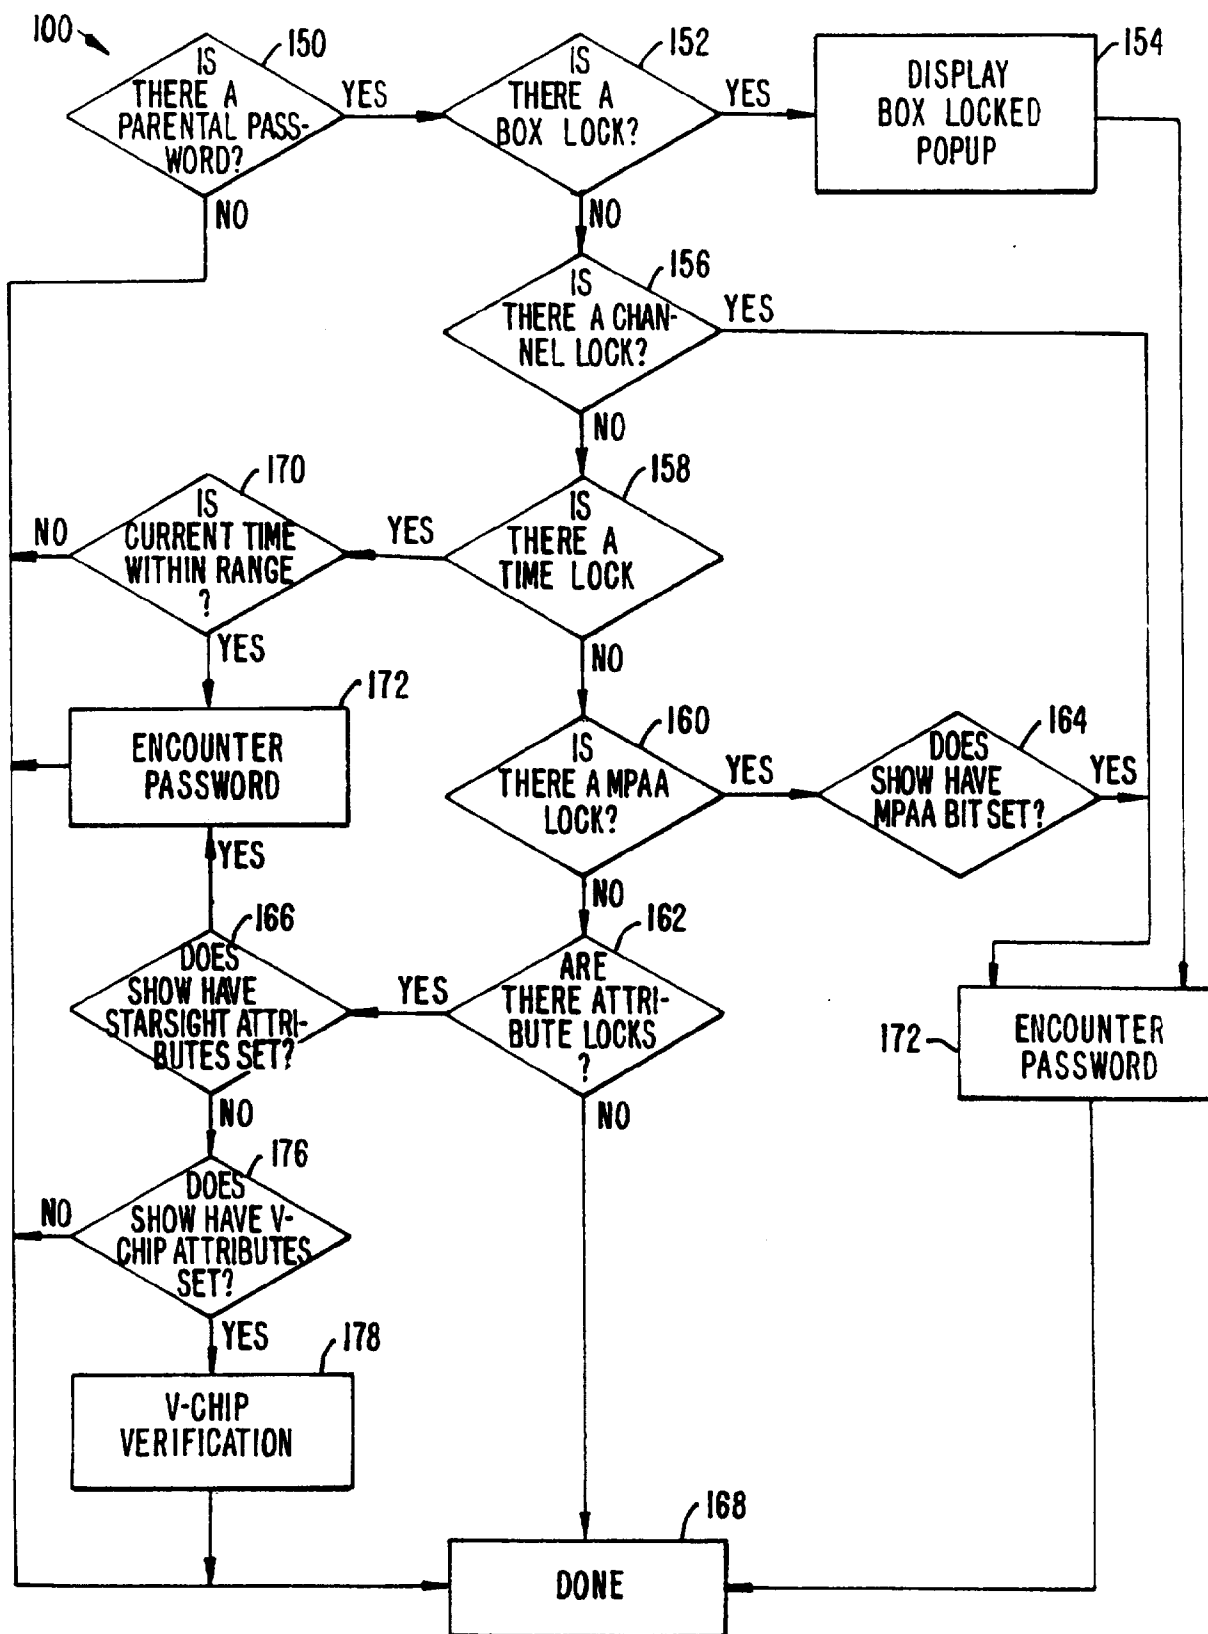 100
150
IS
THERE A
PARENTAL PASS-
WORD?
YES
NO
152
IS
THERE A
BOX LOCK?
YES
NO
154
DISPLAY
BOX LOCKED
POPUP
156
IS
THERE A CHAN-
NEL LOCK?
YES
NO
170
IS
CURRENT TIME
WITHIN RANGE
?
NO
YES
158
IS
THERE A
TIME LOCK
YES
NO
172
ENCOUNTER
PASSWORD
160
IS
THERE A MPAA
LOCK?
YES
NO
164
DOES
SHOW HAVE
MPAA BIT SET?
YES
YES
166
DOES
SHOW HAVE
STARSIGHT ATTRI-
BUTES SET?
NO
162
ARE
THERE ATTRI-
BUTE LOCKS
?
YES
NO
172
ENCOUNTER
PASSWORD
176
DOES
SHOW HAVE V-
CHIP ATTRIBUTES
SET?
NO
YES
178
V-CHIP
VERIFICATION
168
DONE